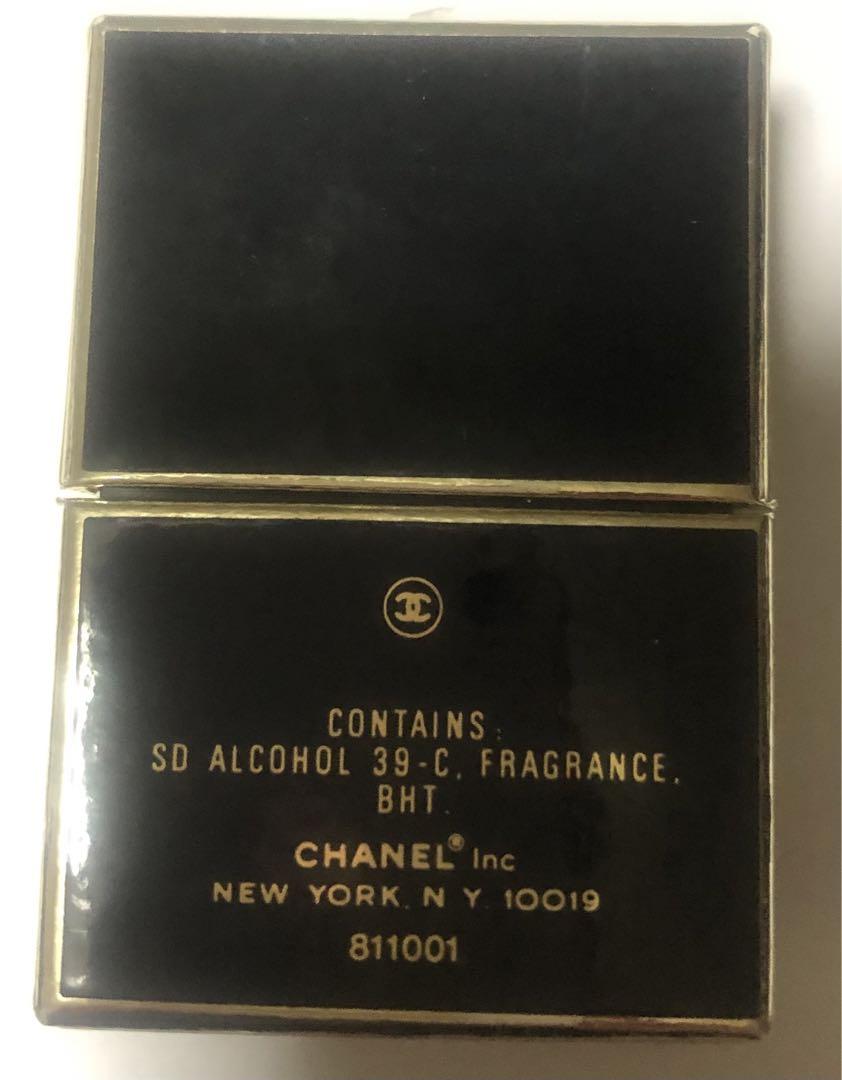 CONTAINS:
SD ALCOHOL 39-C, FRAGRANCE,
BHT.
CHANEL® Inc
NEW YORK. N Y. 10019
811001